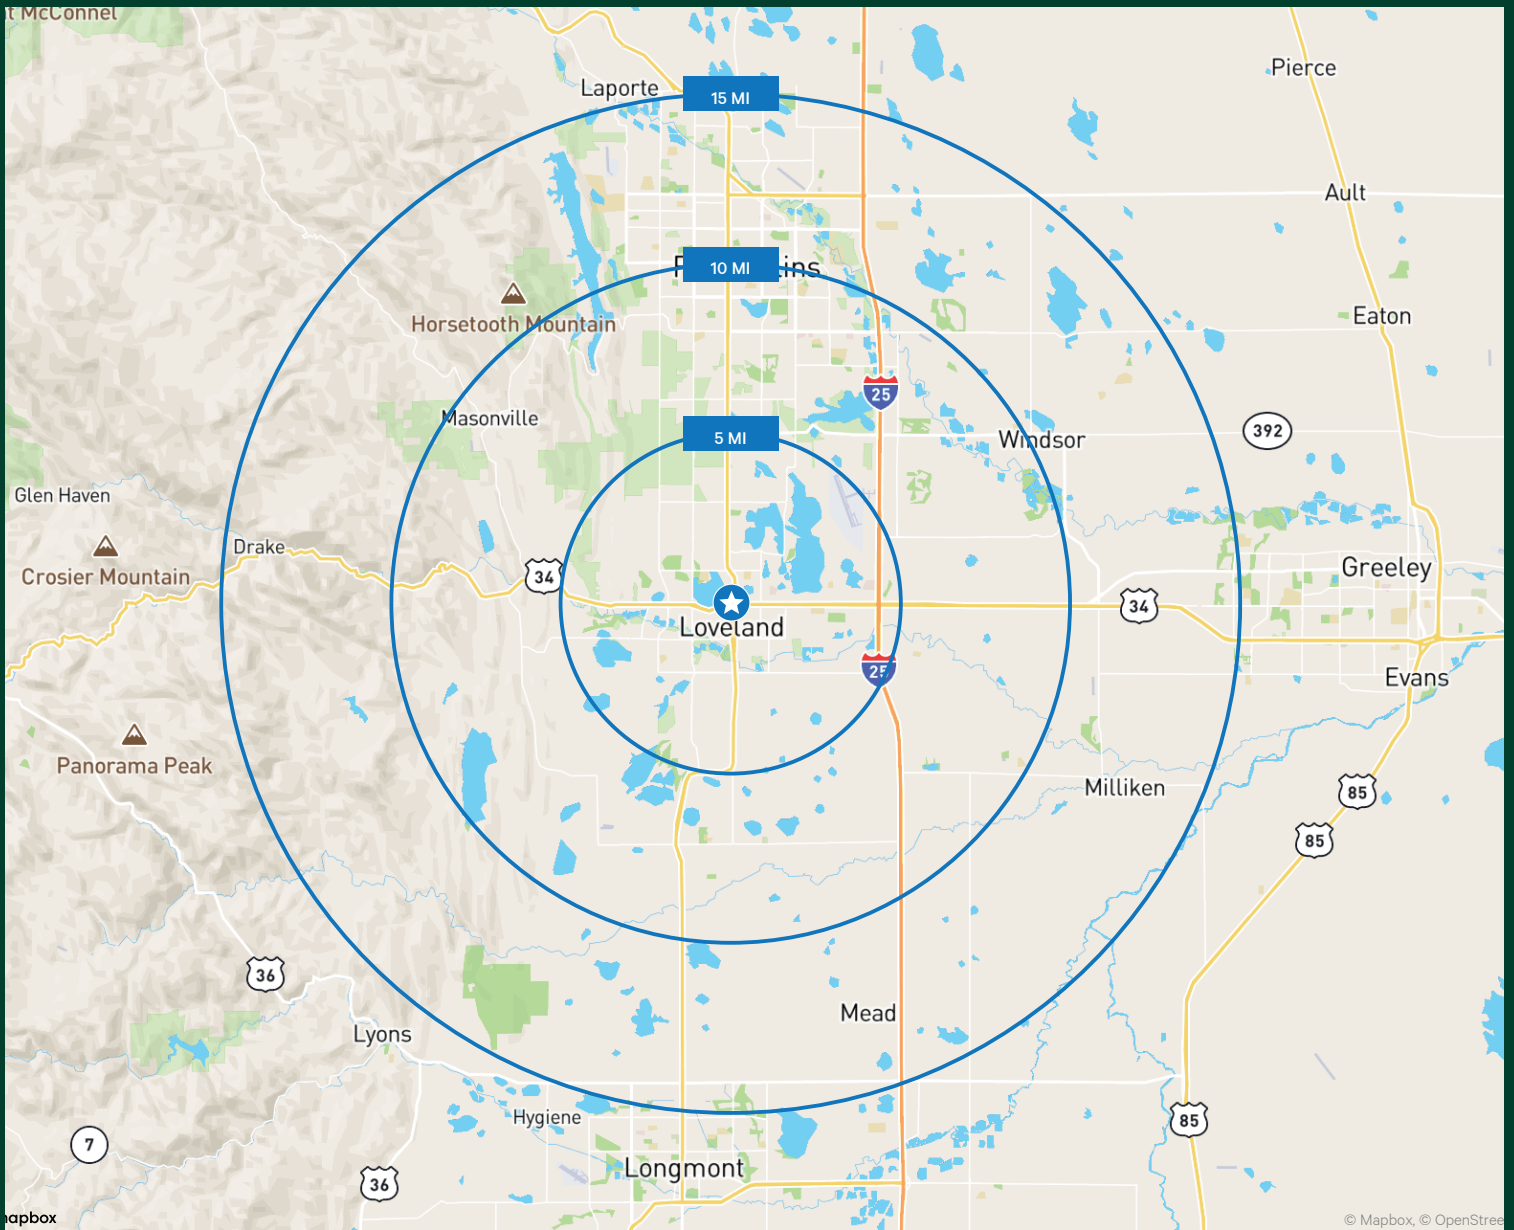 t McConnel
Pierce
Laporte
15 MI
Ault
10 MI
ins
Horsetooth Mountain
Eaton
25
Masonville
5 MI
Windsor
392
Glen Haven
Drake
Crosier Mountain
34
Greeley
34
Loveland
25
Evans
Panorama Peak
Milliken
85
85
36
Mead
Lyons
Hygiene
85
7
Longmont
36
mapbox
© Mapbox, © OpenStree